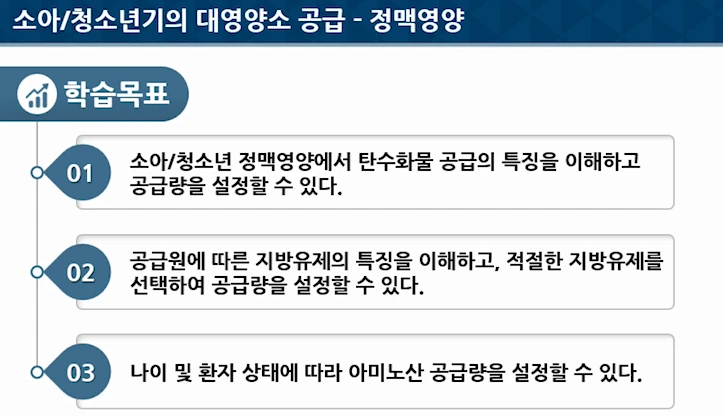 소아/청소년기의 대영양소 공급 - 정맥영양
학습목표
01
소아/청소년 정맥영양에서 탄수화물 공급의 특징을 이해하고
공급량을 설정할 수 있다.
02
공급원에 따른 지방유제의 특징을 이해하고, 적절한 지방유제를
선택하여 공급량을 설정할 수 있다.
03
나이 및 환자 상태에 따라 아미노산 공급량을 설정할 수 있다.